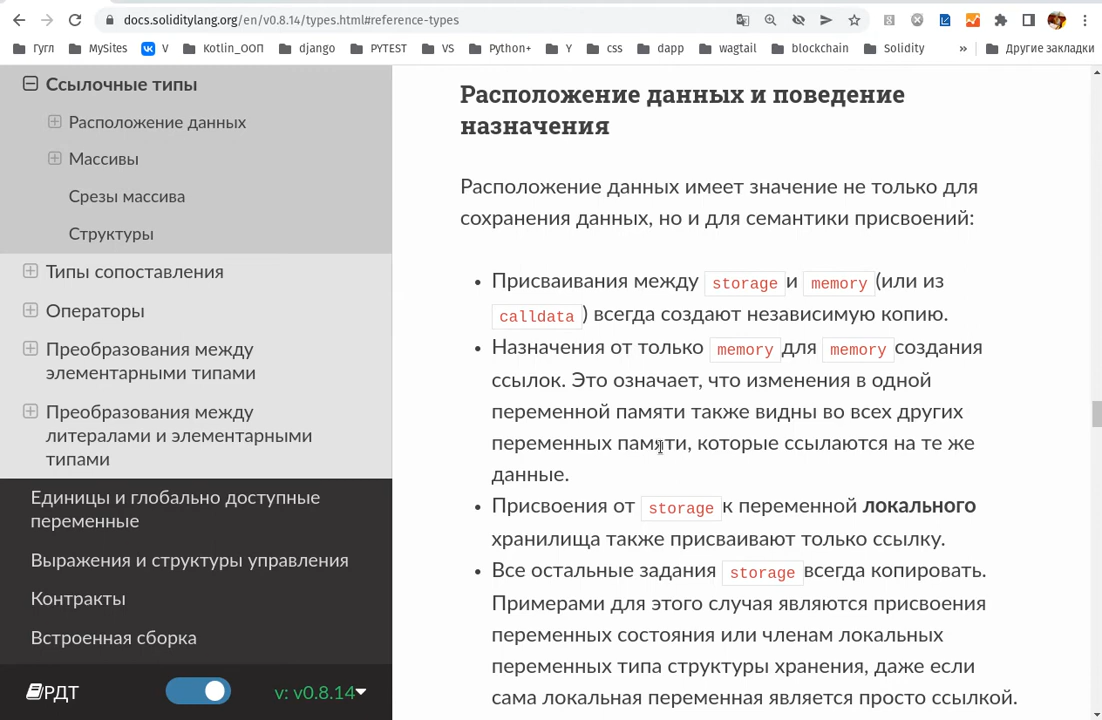 docs.soliditylang.org/en/v0.8.14/types.html#reference-types
Гугл MySites V Kotlin_ООП django PYTEST VS Python+ Y css dapp wagtail blockchain Solidity » Другие закладки
Ссылочные типы
Расположение данных
Массивы
Срезы массива
Структуры
Типы сопоставления
Операторы
Преобразования между
элементарными типами
Преобразования между
литералами и элементарными
типами
Единицы и глобально доступные
переменные
Выражения и структуры управления
Контракты
Встроенная сборка
РДТ v: v0.8.14
Расположение данных и поведение
назначения
Расположение данных имеет значение не только для
сохранения данных, но и для семантики присвоений:
• Присваивания между storage и memory (или из
calldata ) всегда создают независимую копию.
• Назначения от только memory для memory создания
ссылок. Это означает, что изменения в одной
переменной памяти также видны во всех других
переменных памяти, которые ссылаются на те же
данные.
• Присвоения от storage к переменной локального
хранилища также присваивают только ссылку.
• Все остальные задания storage всегда копировать.
Примерами для этого случая являются присвоения
переменных состояния или членам локальных
переменных типа структуры хранения, даже если
сама локальная переменная является просто ссылкой.